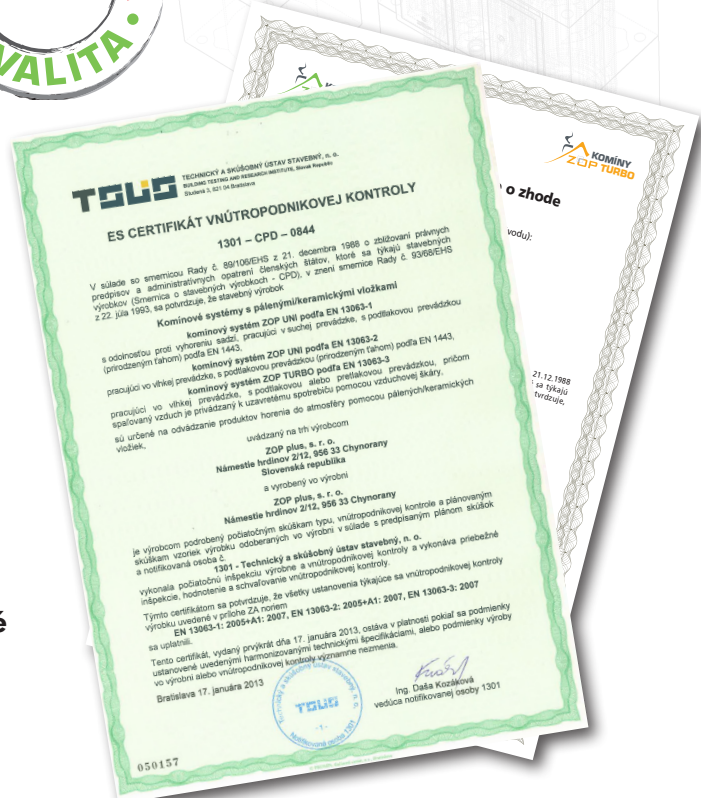 VALITA
TSUS
TECHNICKÝ A SKÚŠOBNÝ ÚSTAV STAVEBNÝ, n. o.
BUILDING TESTING AND RESEARCH INSTITUTE, Slovak Republic
Studená 3, 821 04 Bratislava
ES CERTIFIKÁT VNÚTROPODNIKOVEJ KONTROLY
1301 – CPD – 0844
V súlade so smernicou Rady č. 89/106/EHS z 21. decembra 1988 o zbližovaní právnych
predpisov a administratívnych opatrení členských štátov, ktoré sa týkajú stavebných
výrobkov (Smernica o stavebných výrobkoch - CPD), v znení smernice Rady č. 93/68/EHS
z 22. júla 1993, sa potvrdzuje, že stavebný výrobok
Komínové systémy s pálenými/keramickými vložkami
komínový systém ZOP UNI podľa EN 13063-1
s odolnosťou proti vyhoreniu sadzí, pracujúci v suchej prevádzke, s podtlakovou prevádzkou
(prirodzeným ťahom) podľa EN 1443,
komínový systém ZOP UNI podľa EN 13063-2
pracujúci vo vlhkej prevádzke, s podtlakovou prevádzkou (prirodzeným ťahom) podľa EN 1443,
komínový systém ZOP TURBO podľa EN 13063-3
pracujúci vo vlhkej prevádzke, s podtlakovou alebo pretlakovou prevádzkou, pričom
spaľovaný vzduch je privádzaný k uzavretému spotrebiču pomocou vzduchovej škáry,
sú určené na odvádzanie produktov horenia do atmosféry pomocou pálených/keramických
vložiek,
uvádzaný na trh výrobcom
ZOP plus, s. r. o.
Námestie hrdinov 2/12, 956 33 Chynorany
Slovenská republika
a vyrobený vo výrobni
ZOP plus, s. r. o.
Námestie hrdinov 2/12, 956 33 Chynorany
je výrobcom podrobený počiatočným skúškam typu, vnútropodnikovej kontrole a plánovaným
skúškam vzoriek výrobku odoberaných vo výrobni v súlade s predpísaným plánom skúšok
a notifikovaná osoba č.
1301 - Technický a skúšobný ústav stavebný, n. o.
vykonala počiatočnú inšpekciu výrobne a vnútropodnikovej kontroly a vykonáva priebežné
inšpekcie, hodnotenie a schvaľovanie vnútropodnikovej kontroly.
Týmto certifikátom sa potvrdzuje, že všetky ustanovenia týkajúce sa vnútropodnikovej kontroly
výrobku uvedené v prílohe ZA noriem
EN 13063-1: 2005+A1: 2007, EN 13063-2: 2005+A1: 2007, EN 13063-3: 2007
sa uplatnili.
Tento certifikát, vydaný prvýkrát dňa 17. januára 2013, ostáva v platnosti pokiaľ sa podmienky
ustanovené uvedenými harmonizovanými technickými špecifikáciami, alebo podmienky výroby
vo výrobni alebo vnútropodnikovej kontroly významne nezmenia.
Bratislava 17. januára 2013
Technický a skúšobný ústav stavebný, n. o.
TSUS
- 1 -
Notifikovaná osoba 1301
Ing. Daša Kozáková
vedúca notifikovanej osoby 1301
050157
KOMÍNY
ZOP TURBO
o zhode
vodu):
21.12.1988
sa týkajú
tvrdzuje,
é